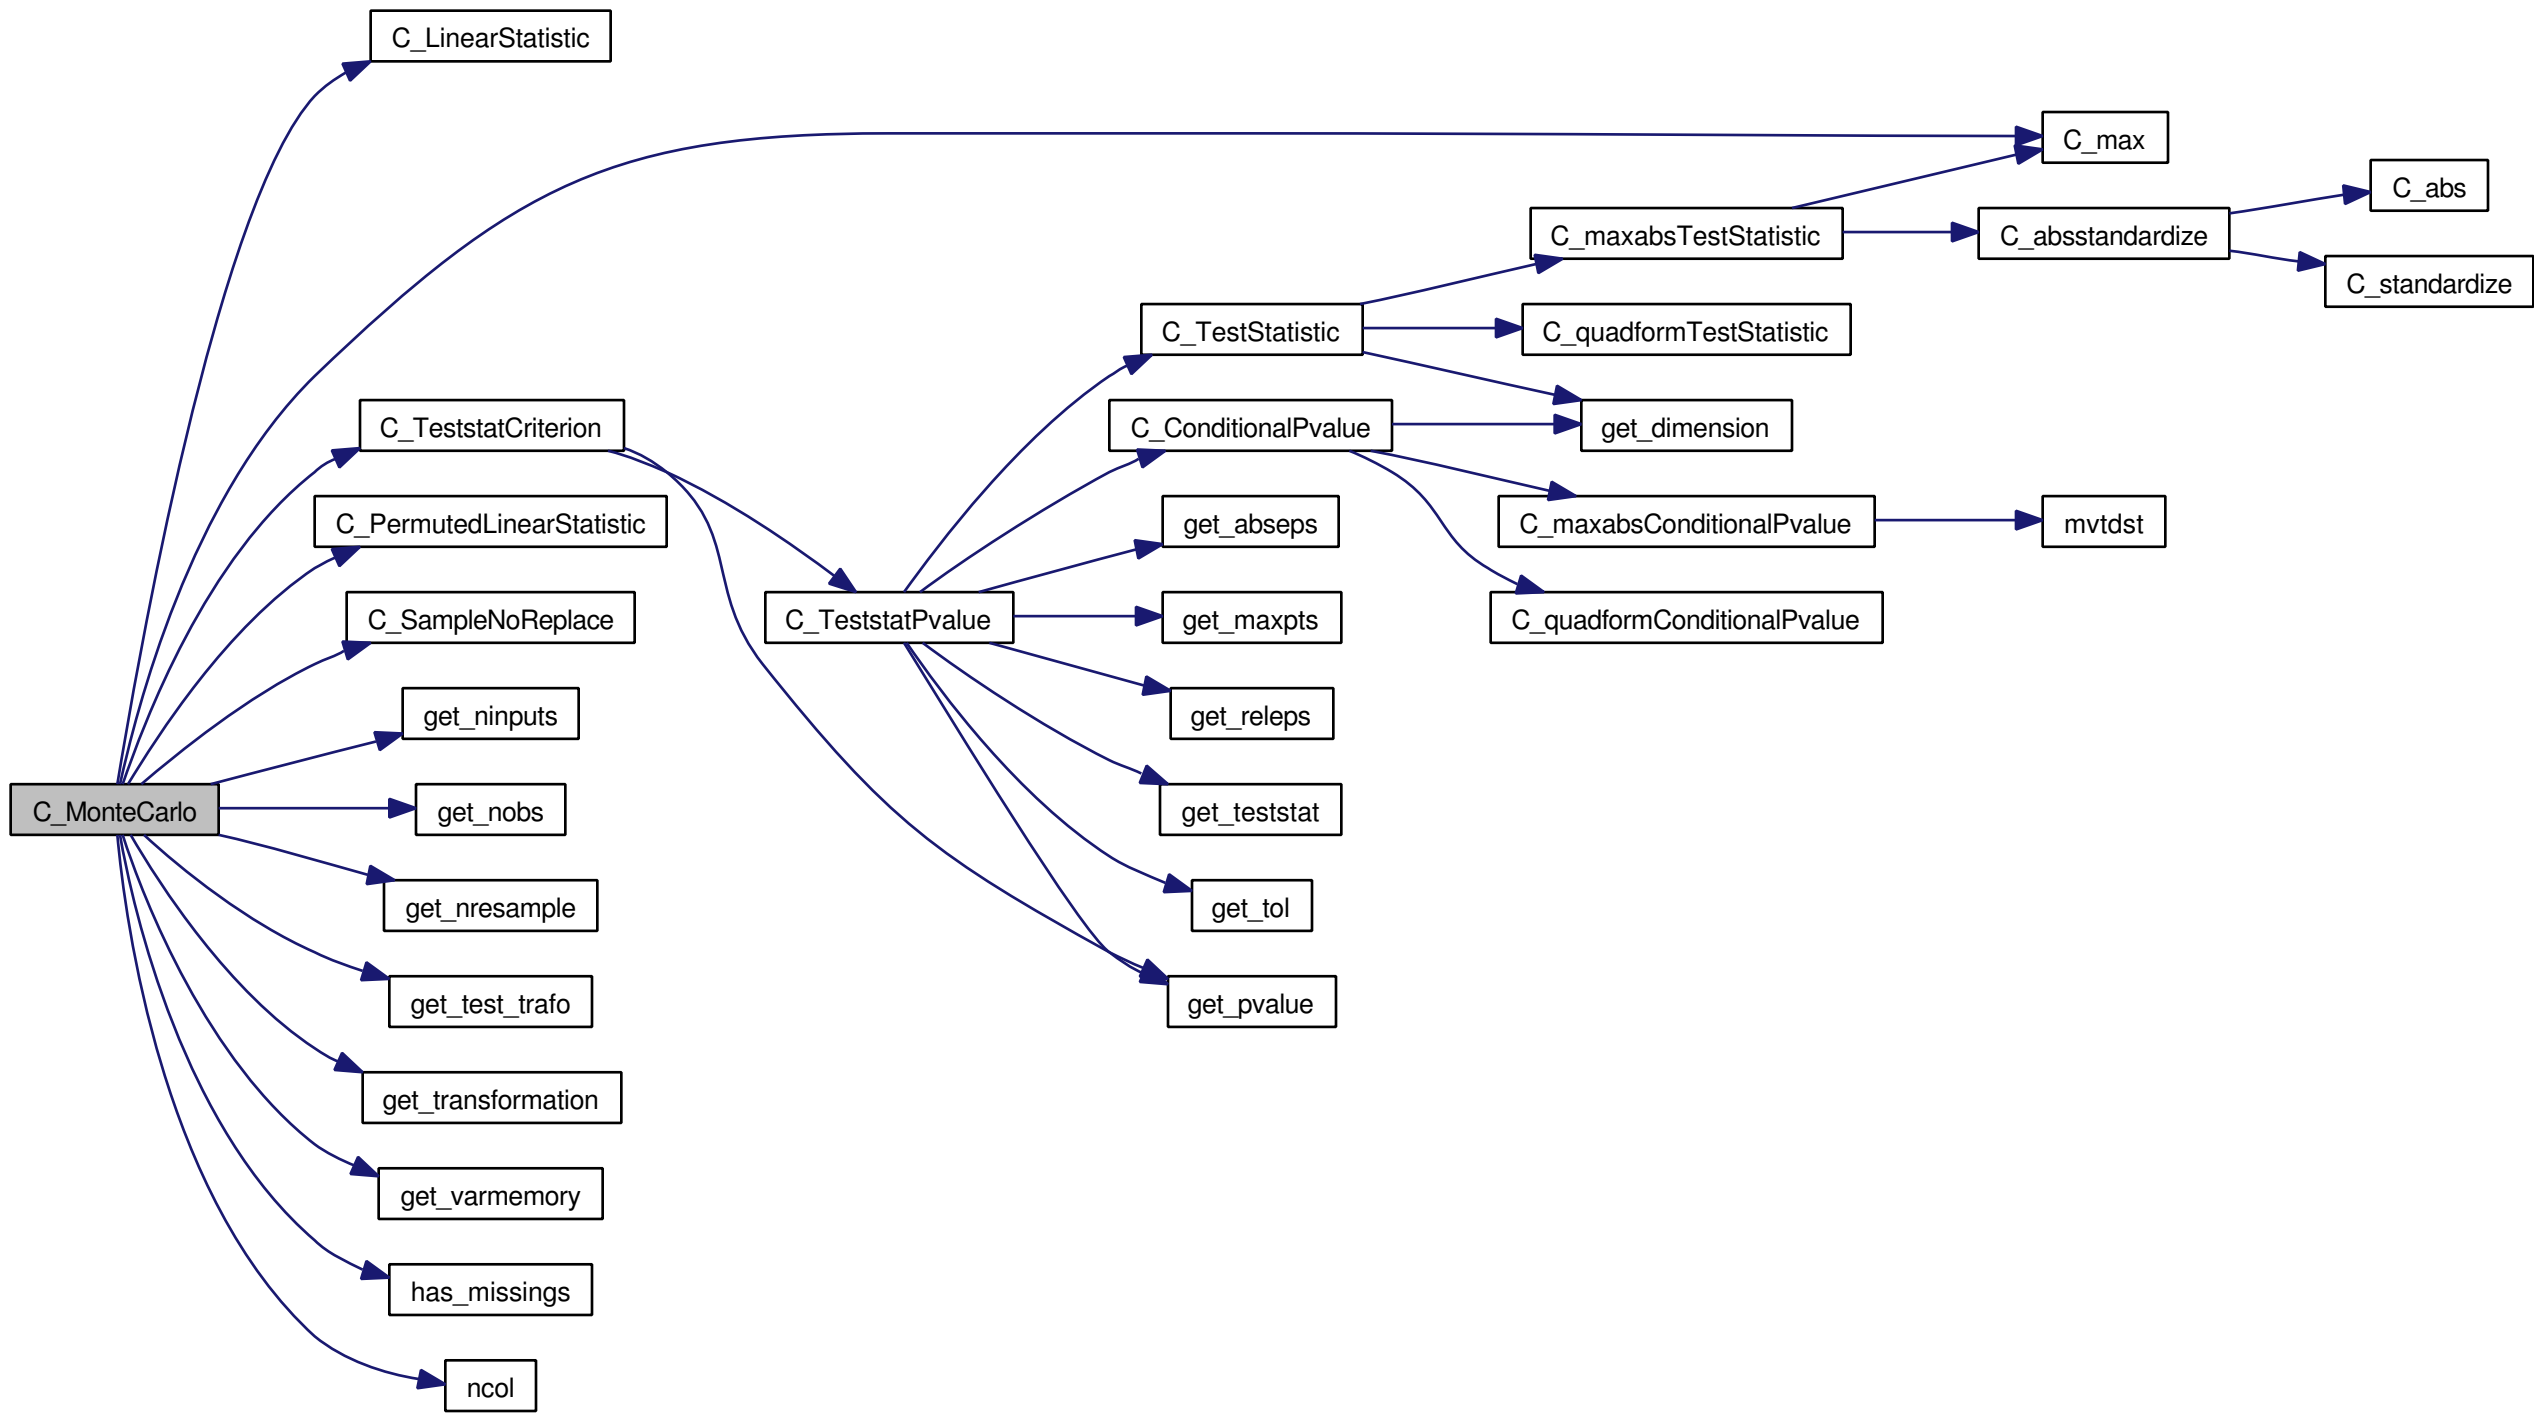 C_LinearStatistic
C_max
C_abs
C_maxabsTestStatistic
C_absstandardize
C_standardize
C_TestStatistic
C_quadformTestStatistic
C_TeststatCriterion
C_ConditionalPvalue
get_dimension
C_PermutedLinearStatistic
get_abseps
C_maxabsConditionalPvalue
mvtdst
C_SampleNoReplace
C_TeststatPvalue
get_maxpts
C_quadformConditionalPvalue
get_ninputs
get_releps
C_MonteCarlo
get_nobs
get_teststat
get_nresample
get_tol
get_test_trafo
get_pvalue
get_transformation
get_varmemory
has_missings
ncol